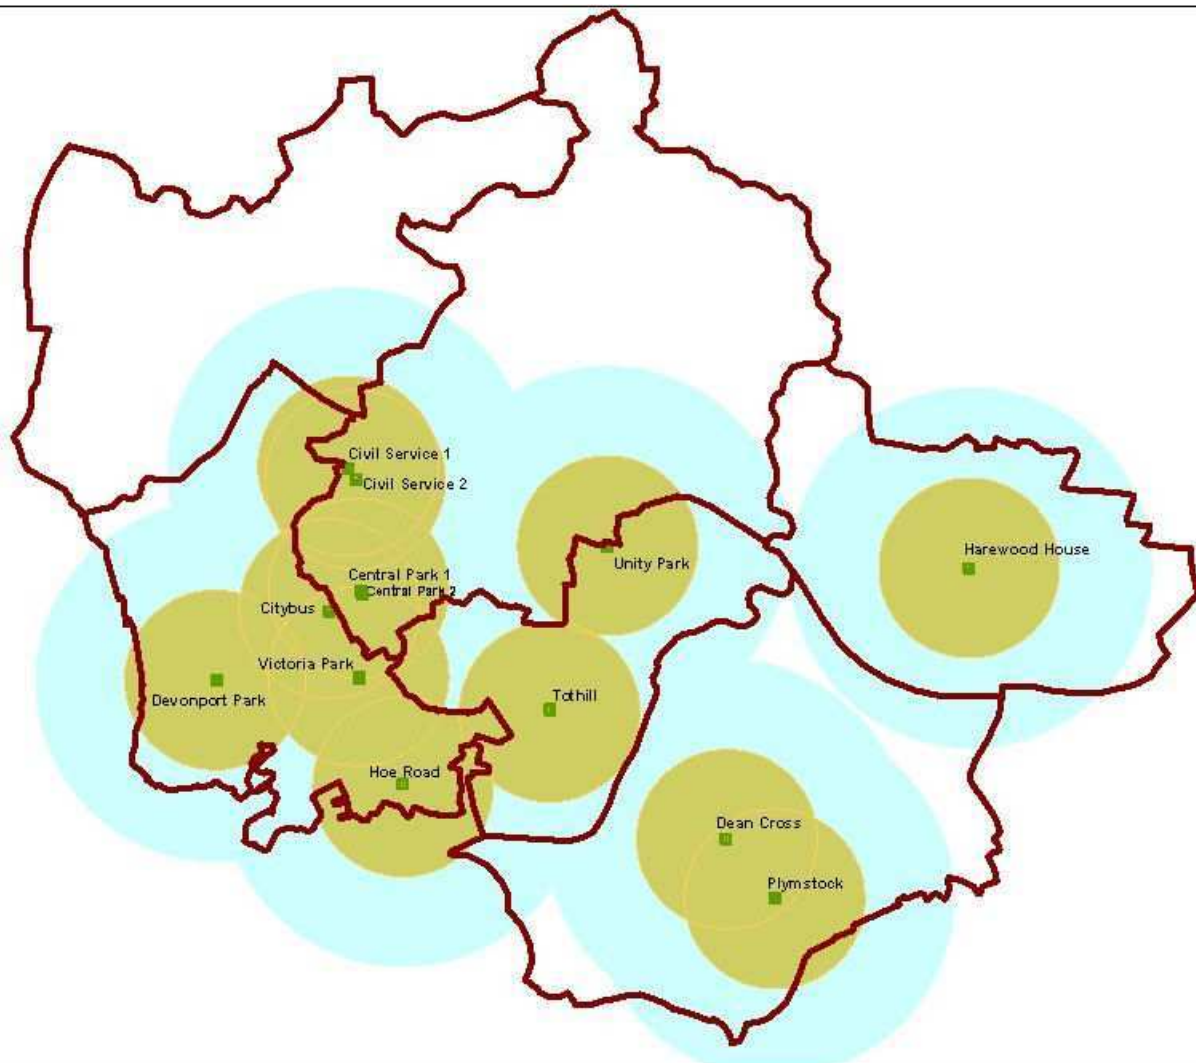 Civil Service 1
Civil Service 2
Harewood House
Unity Park
Central Park 1
Central Park 2
Citybus
Victoria Park
Devonport Park
Tothill
Hoe Road
Dean Cross
Plymstock